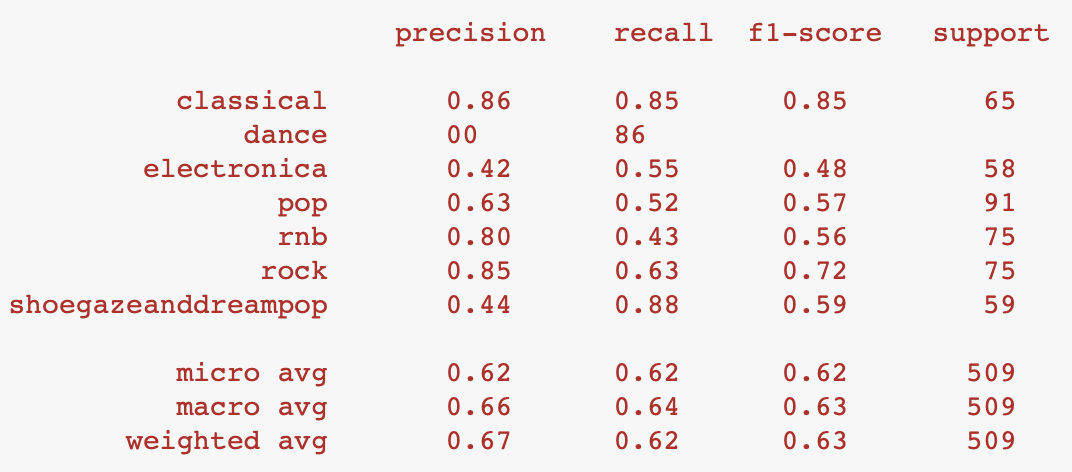 precision recall f1-score support
classical 0.86 0.85 0.85 65
dance 00 86
electronica 0.42 0.55 0.48 58
pop 0.63 0.52 0.57 91
rnb 0.80 0.43 0.56 75
rock 0.85 0.63 0.72 75
shoegazeanddreampop 0.44 0.88 0.59 59
micro avg 0.62 0.62 0.62 509
macro avg 0.66 0.64 0.63 509
weighted avg 0.67 0.62 0.63 509